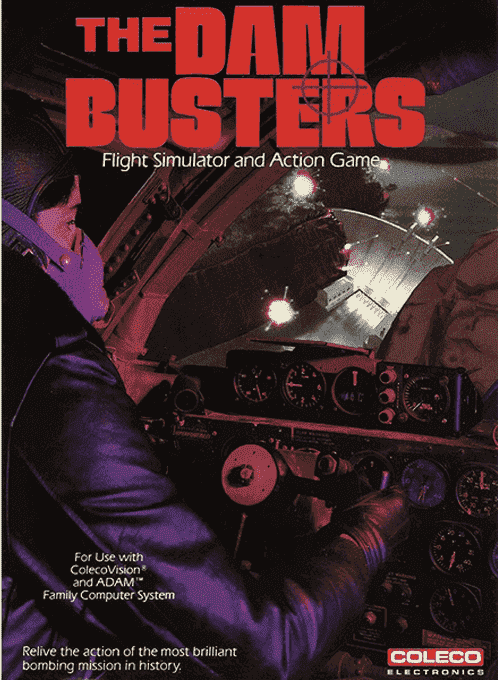 THE DAM
BUSTERS™
Flight Simulator and Action Game
For Use with
ColecoVision®
and ADAM™
Family Computer System
Relive the action of the most brilliant
bombing mission in history.
COLECO
ELECTRONICS